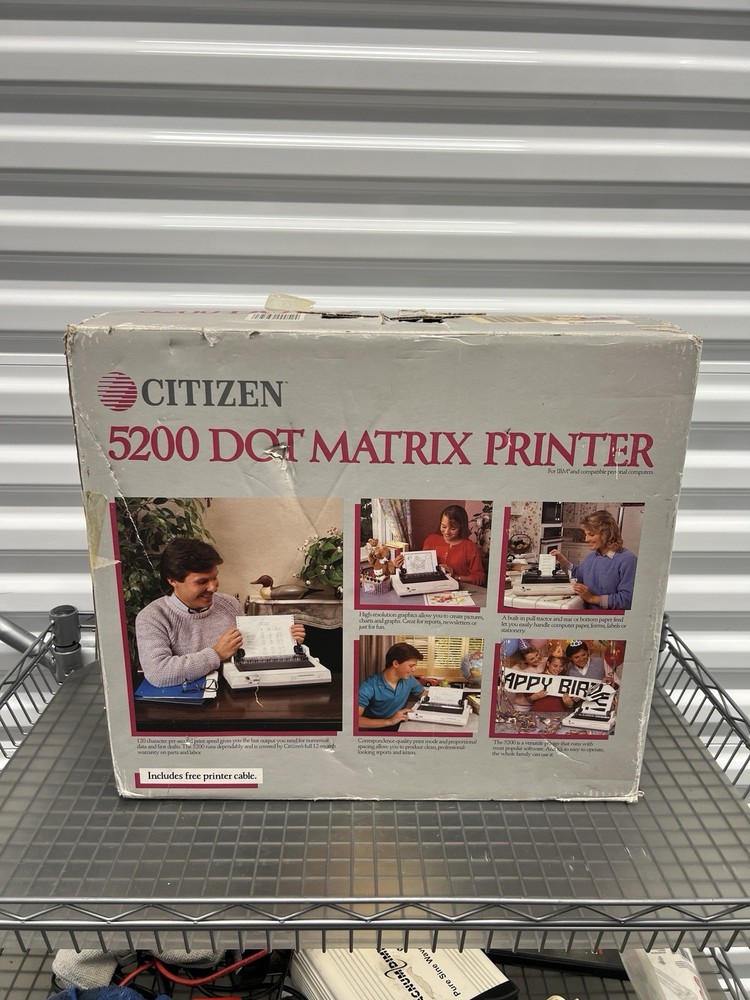 CITIZEN
5200 DOT MATRIX PRINTER
For IBM® and compatible personal computers.
High-resolution graphics allow you to create pictures,
charts and graphs. Great for reports, newsletters or
just for fun.
A built in pull tractor and rear or bottom paper feed
let you easily handle computer paper, forms, labels or
stationery.
APPY BIR
120 character-per-second print speed gives you the fast output you need for numerical
data and first drafts. The 5200 runs dependably and is covered by Citizen's full 12-month
warranty on parts and labor.
Correspondence-quality print mode and proportional
spacing allow you to produce clean, professional
looking reports and letters.
The 5200 is a versatile printer that runs with
most popular software. And it's so easy to operate,
the whole family can use it.
Includes free printer cable.
Pure Sine Wave